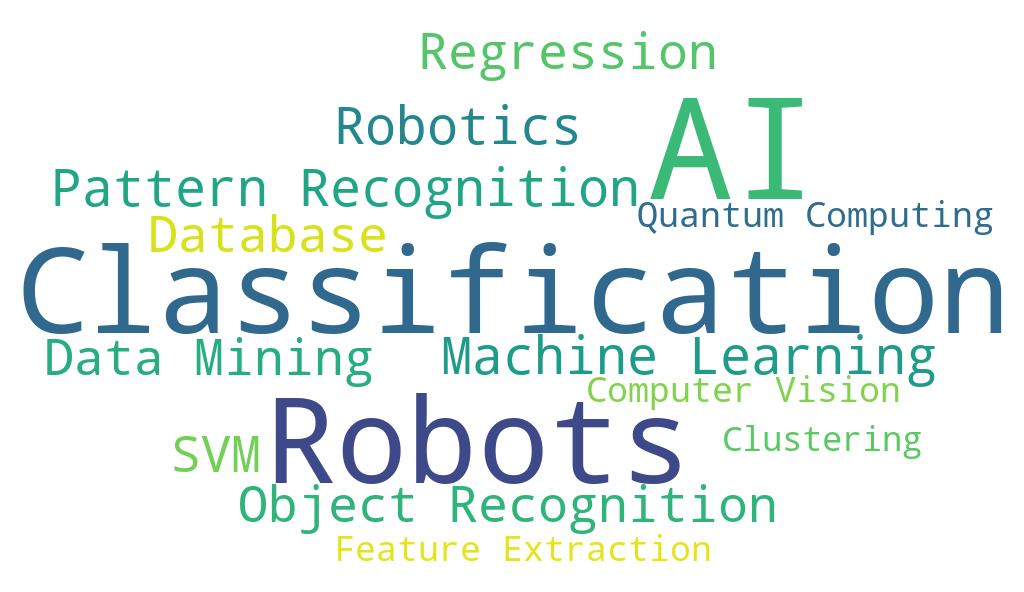 Regression
AI
Robotics
Pattern Recognition
Quantum Computing
Database
Classification
Data Mining
Machine Learning
Computer Vision
Robots
Clustering
SVM
Object Recognition
Feature Extraction